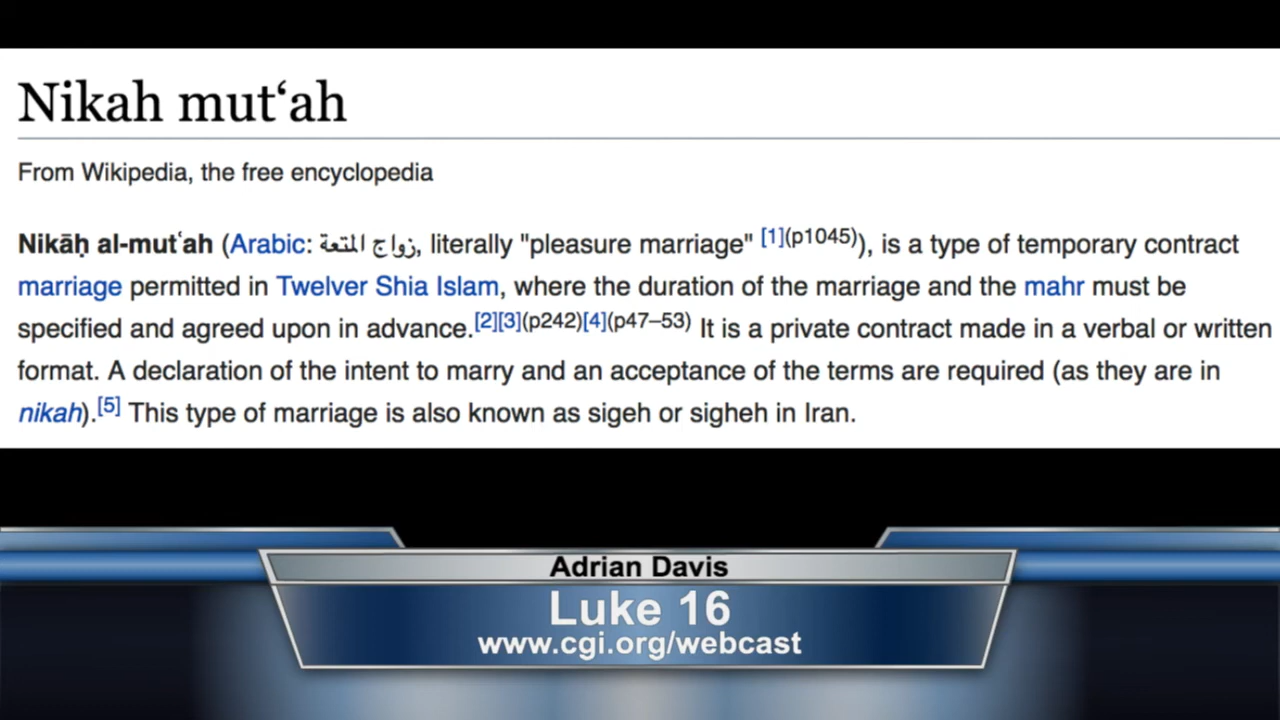 Nikah mut‘ah
From Wikipedia, the free encyclopedia
Nikāḥ al-mutʿah (Arabic: زواج المتعة, literally "pleasure marriage" [1](p1045)), is a type of temporary contract
marriage permitted in Twelver Shia Islam, where the duration of the marriage and the mahr must be
specified and agreed upon in advance.[2][3](p242)[4](p47–53) It is a private contract made in a verbal or written
format. A declaration of the intent to marry and an acceptance of the terms are required (as they are in
nikah).[5] This type of marriage is also known as sigeh or sigheh in Iran.
Adrian Davis
Luke 16
www.cgi.org/webcast